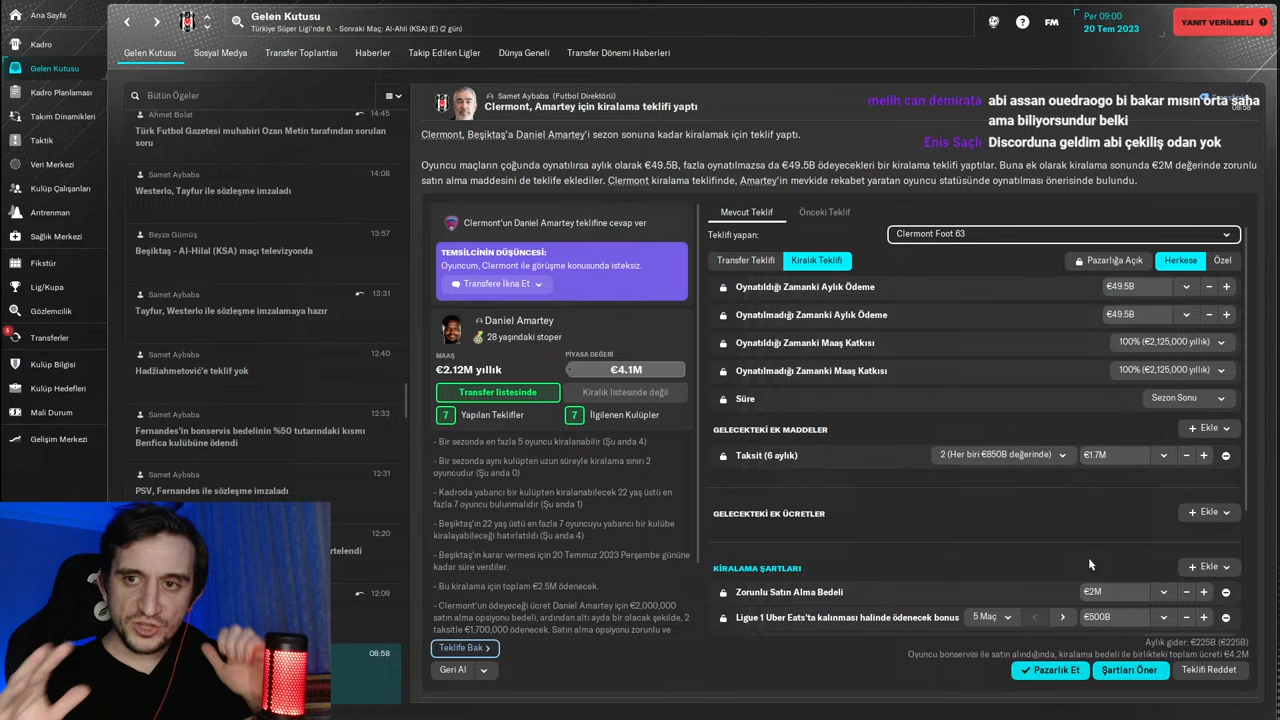 Ana Sayfa
Kadro
Gelen Kutusu
Kadro Planlaması
Takım Dinamikleri
Taktik
Veri Merkezi
Kulüp Çalışanları
Antrenman
Sağlık Merkezi
Fikstür
Lig/Kupa
Gözlemcilik
5
Transferler
Kulüp Bilgisi
Kulüp Hedefleri
Mali Durum
Gelişim Merkezi
Gelen Kutusu
Türkiye Süper Ligi'nde 6. - Sonraki Maç: Al-Ahli (KSA) (E) (2 gün)
FM
Per 09:00
20 Tem 2023
YANIT VERİLMELİ
Gelen Kutusu
Sosyal Medya
Transfer Toplantısı
Haberler
Takip Edilen Ligler
Dünya Geneli
Transfer Dönemi Haberleri
Bütün Ögeler
Ahmet Bolat 14:45
Türk Futbol Gazetesi muhabiri Ozan Metin tarafından sorulan
soru
Samet Aybaba 14:08
Westerlo, Tayfur ile sözleşme imzaladı
Beyza Gümüş 13:57
Beşiktaş - Al-Hilal (KSA) maçı televizyonda
Samet Aybaba 13:31
Tayfur, Westerlo ile sözleşme imzalamaya hazır
Samet Aybaba 12:40
Hadžiahmetović'e teklif yok
Samet Aybaba 12:33
Fernandes'in bonservis bedelinin %50 tutarındaki kısmı
Benfica kulübüne ödendi
Samet Aybaba 12:31
PSV, Fernandes ile sözleşme imzaladı
12:20
12:09
08:58
Samet Aybaba (Futbol Direktörü)
Clermont, Amartey için kiralama teklifi yaptı
08:58
melih can demirata abi assan ouedraogo bi bakar mısın orta saha
ama biliyorsundur belki
Enis Saçlı Discorduna geldim abi çekiliş odan yok
Clermont, Beşiktaş'a Daniel Amartey'i sezon sonuna kadar kiralamak için teklif yaptı.
Oyuncu maçların çoğunda oynatılırsa aylık olarak €49.5B, fazla oynatılmazsa da €49.5B ödeyecekleri bir kiralama teklifi yaptılar. Buna ek olarak kiralama sonunda €2M değerinde zorunlu
satın alma maddesini de teklife eklediler. Clermont kiralama teklifinde, Amartey'in mevkide rekabet yaratan oyuncu statüsünde oynatılması önerisinde bulundu.
Clermont'un Daniel Amartey teklifine cevap ver
TEMSİLCİNİN DÜŞÜNCESİ:
Oyuncum, Clermont ile görüşme konusunda isteksiz.
Transfere İkna Et
Daniel Amartey
28 yaşındaki stoper
MAAŞ
€2.12M yıllık
PİYASA DEĞERİ
€4.1M
Transfer listesinde
Kiralık listesinde değil
7 Yapılan Teklifler
7 İlgilenen Kulüpler
- Bir sezonda en fazla 5 oyuncu kiralanabilir (Şu anda 4)
- Bir sezonda aynı kulüpten uzun süreyle kiralama sınırı 2
oyuncudur (Şu anda 0)
- Kadroda yabancı bir kulüpten kiralanabilecek 22 yaş üstü en
fazla 7 oyuncu bulunmalıdır (Şu anda 1)
- Beşiktaş'ın 22 yaş üstü en fazla 7 oyuncuyu yabancı bir kulübe
kiralayabileceği hatırlatıldı (Şu anda 4)
- Beşiktaş'ın karar vermesi için 20 Temmuz 2023 Perşembe gününe
kadar süre verdiler.
- Bu kiralama için toplam €2.5M ödenecek.
- Clermont'un ödeyeceği ücret Daniel Amartey için €2,000,000
satın alma opsiyonu bedeli, ardından altı ayda bir olacak şekilde, 2
taksitle €1,700,000 ödenecek. Satın alma opsiyonu zorunlu ve
Teklife Bak
Geri Al
Mevcut Teklif
Önceki Teklif
Teklifi yapan:
Clermont Foot 63
Transfer Teklifi
Kiralık Teklifi
Pazarlığa Açık
Herkese
Özel
Oynatıldığı Zamanki Aylık Ödeme €49.5B
Oynatılmadığı Zamanki Aylık Ödeme €49.5B
Oynatıldığı Zamanki Maaş Katkısı 100% (€2,125,000 yıllık)
Oynatılmadığı Zamanki Maaş Katkısı 100% (€2,125,000 yıllık)
Süre Sezon Sonu
GELECEKTEKİ EK MADDELER Ekle
Taksit (6 aylık) 2 (Her biri €850B değerinde) €1.7M
GELECEKTEKİ EK ÜCRETLER Ekle
KİRALAMA ŞARTLARI Ekle
Zorunlu Satın Alma Bedeli €2M
Ligue 1 Uber Eats'ta kalınması halinde ödenecek bonus 5 Maç €500B
Aylık gider: €225B (€225B)
Oyuncu bonservisi ile satın alındığında, kiralama bedeli ile birlikte toplam ücret €4.2M
Pazarlık Et
Şartları Öner
Teklifi Reddet